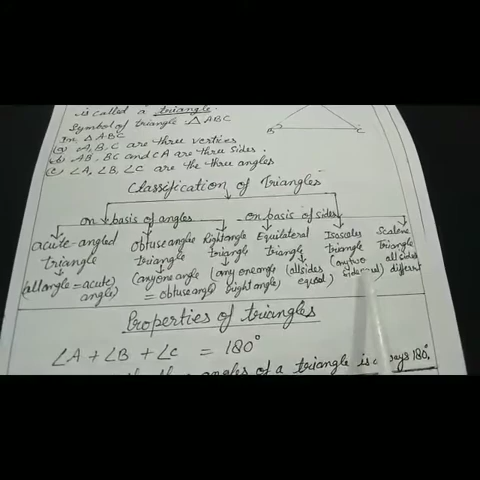 is called a triangle.
Symbol of triangle :△ABC
In △ABC
(a) A, B, C are three vertices
(b) AB, BC and CA are three sides.
(c) ∠A, ∠B, ∠C are the three angles
B C
Classification of Triangles
on basis of angles on basis of sides
acute-angled obtuse angles Right angle Equilateral Isosceles Scalene
triangle triangle triangle triangle triangle Triangle
(all angle = acute (any one angle (any one angle (all sides (any two all sides
angle) = obtuse angle right angle) equal) side different
Properties of triangles
∠A + ∠B + ∠C = 180°
angles of a triangle is 180°,